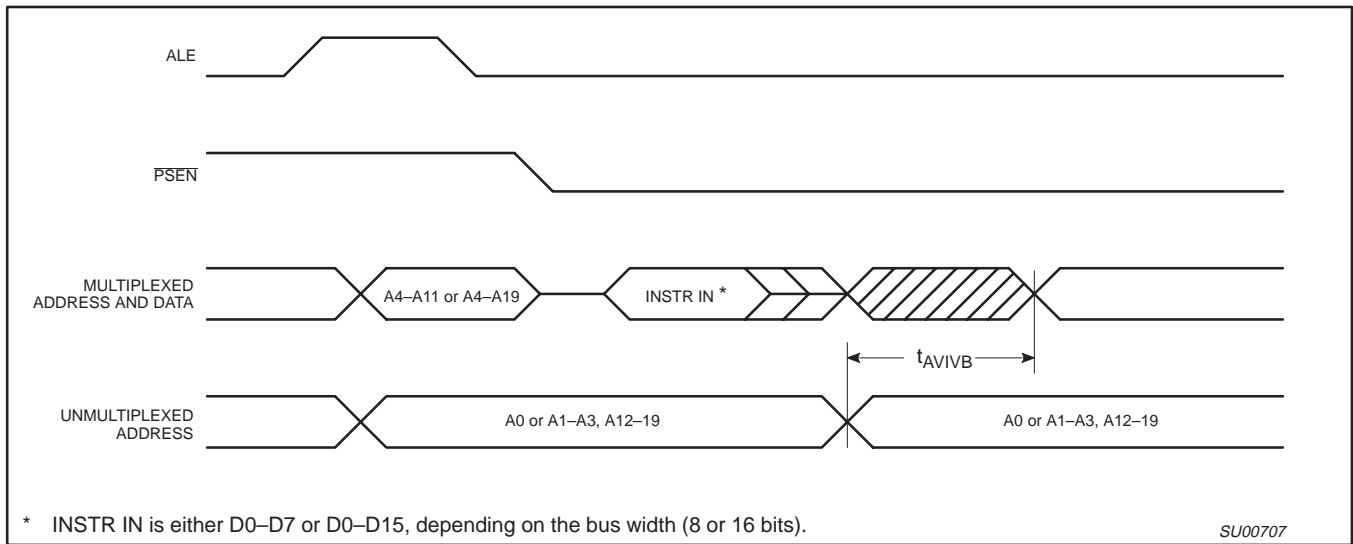 ALE
PSEN
MULTIPLEXED
ADDRESS AND DATA
A4–A11 or A4–A19
INSTR IN *
tAVIVB
UNMULTIPLEXED
ADDRESS
A0 or A1–A3, A12–19
A0 or A1–A3, A12–19
* INSTR IN is either D0–D7 or D0–D15, depending on the bus width (8 or 16 bits).
SU00707